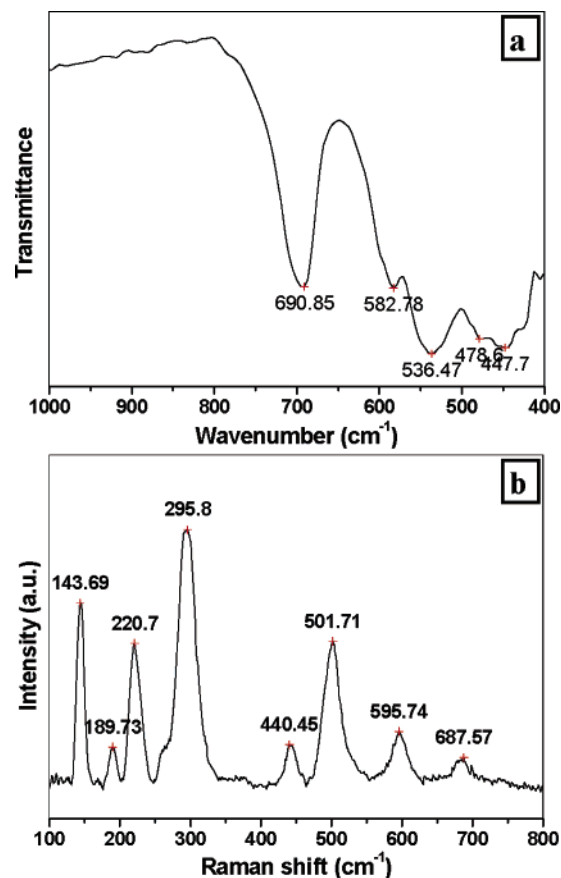 a
Transmittance
690.85
582.78
536.47
478.6
447.7
1000 900 800 700 600 500 400
Wavenumber (cm⁻¹)
b
Intensity (a.u.)
143.69
189.73
220.7
295.8
440.45
501.71
595.74
687.57
100 200 300 400 500 600 700 800
Raman shift (cm⁻¹)